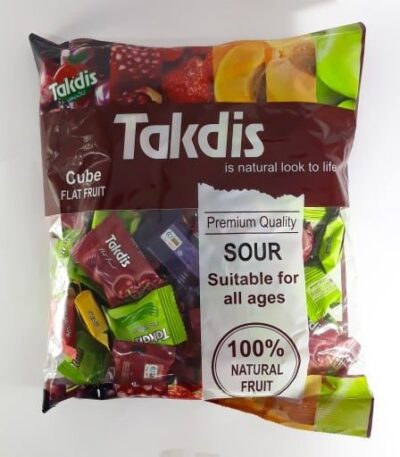 Takdis
Takdis
is natural look to life
Cube
FLAT FRUIT
Premium Quality
SOUR
Suitable for
all ages
100%
NATURAL
FRUIT
Takdis
Takdis